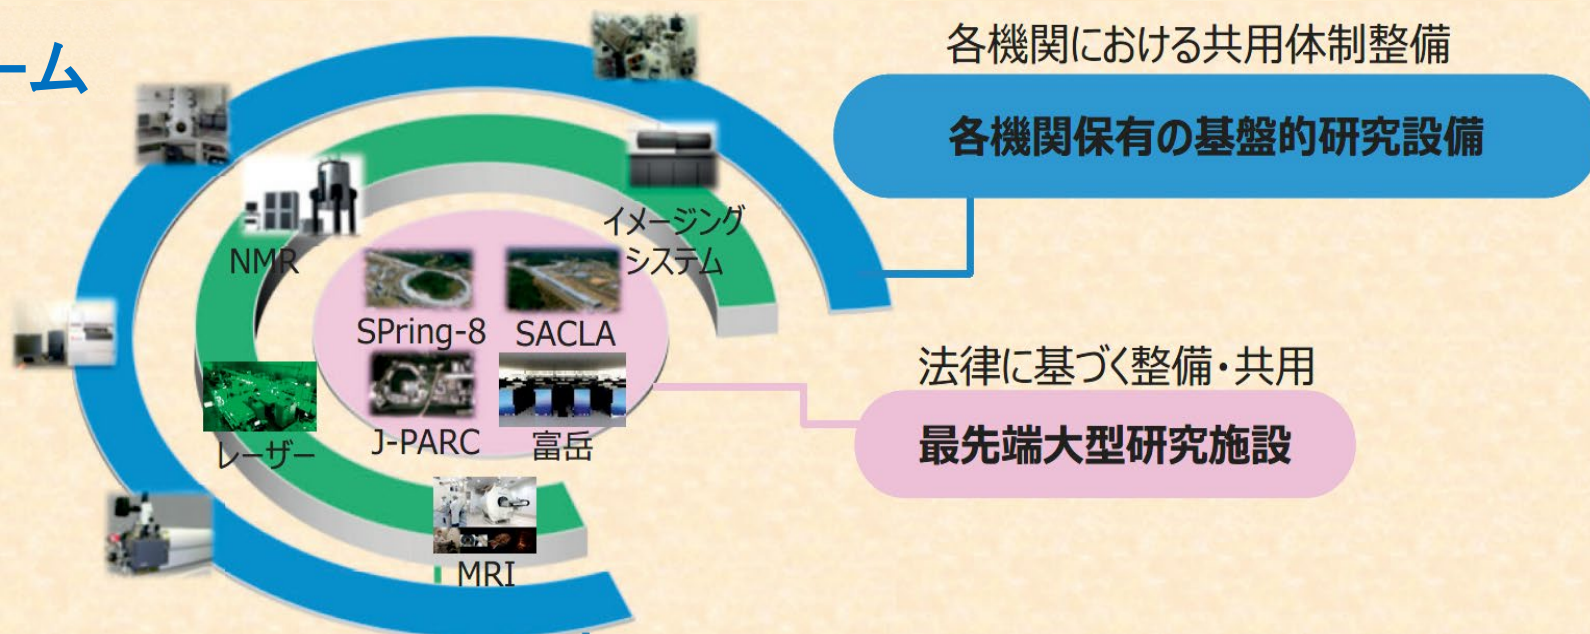 ーム
各機関における共用体制整備
各機関保有の基盤的研究設備
イメージング
システム
NMR
SPring-8
SACLA
法律に基づく整備・共用
最先端大型研究施設
レーザー
J-PARC
富岳
MRI